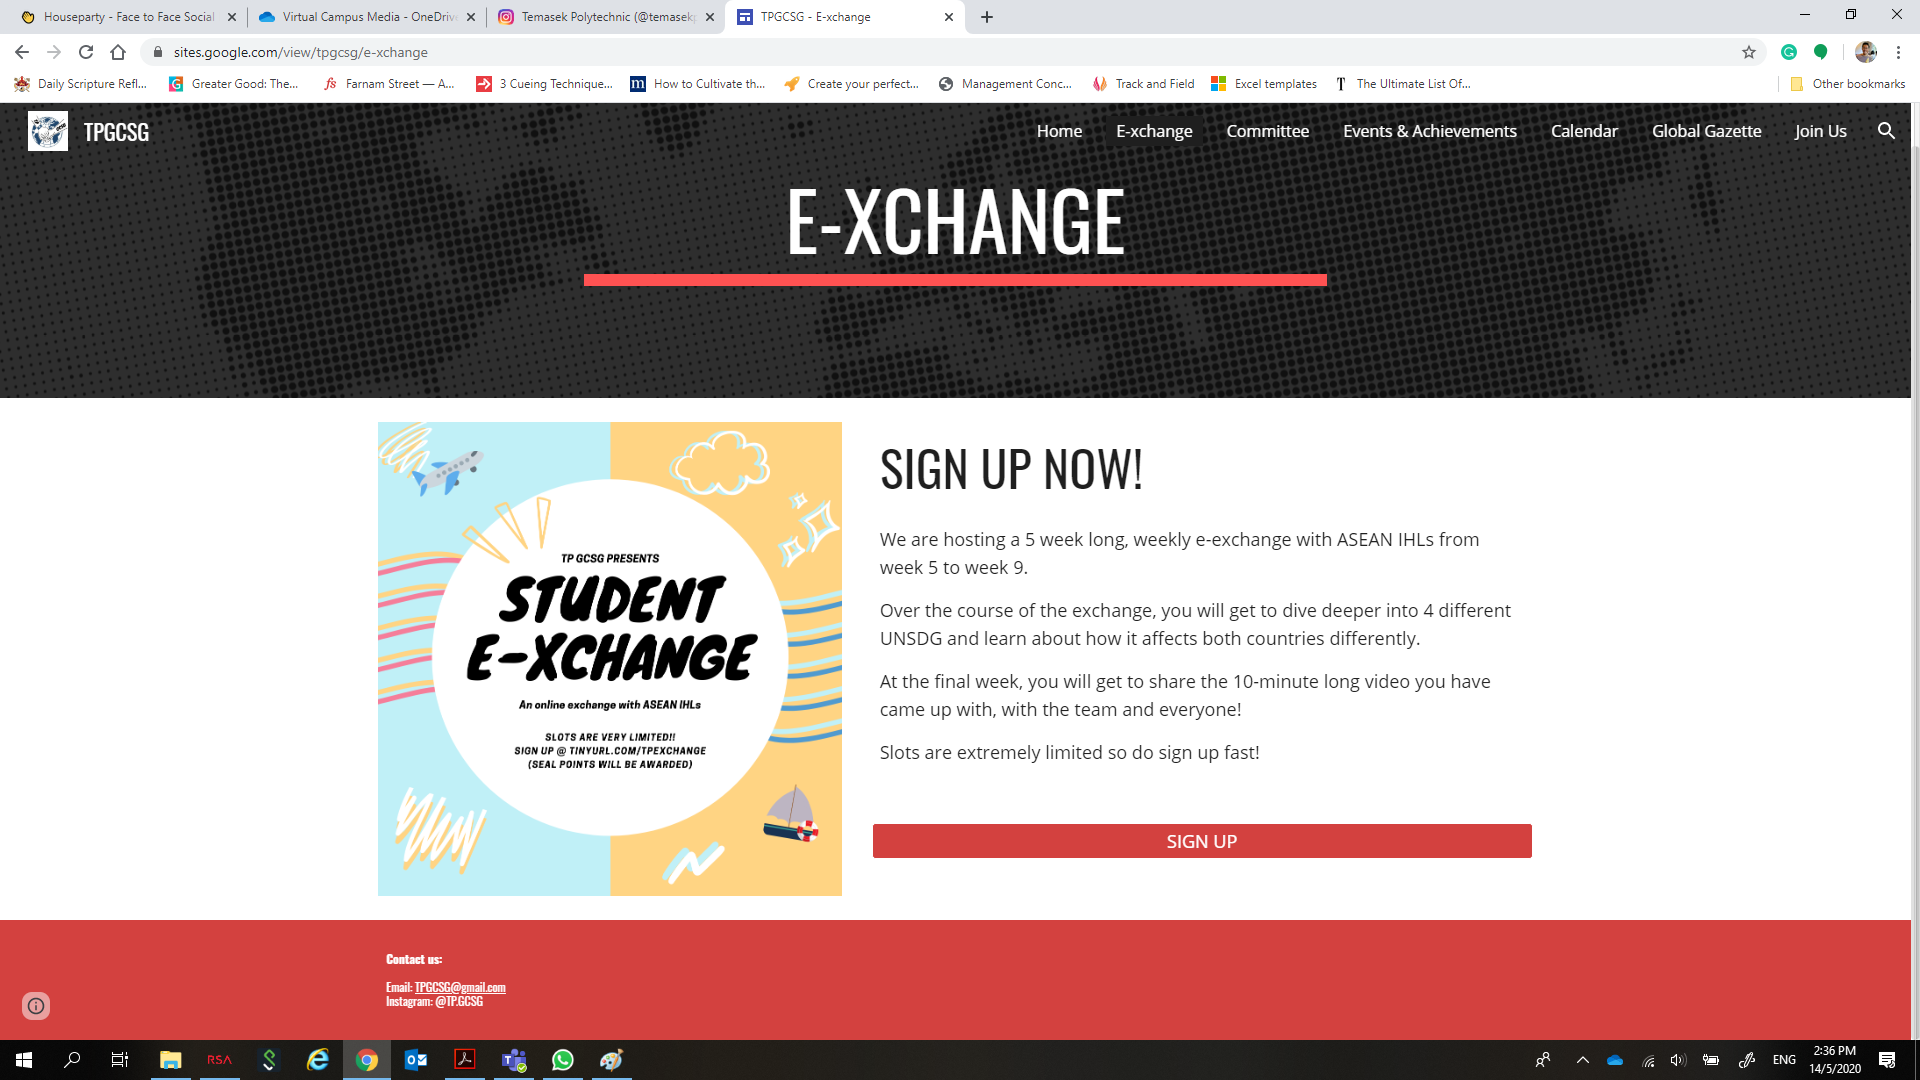 Houseparty - Face to Face Social
Virtual Campus Media - OneDrive
Temasek Polytechnic (@temasekp
TPGCSG - E-xchange
sites.google.com/view/tpgcsg/e-xchange
Daily Scripture Refl...
Greater Good: The...
fs Farnam Street — A...
3 Cueing Technique...
m How to Cultivate th...
Create your perfect...
Management Conc...
Track and Field
Excel templates
T The Ultimate List Of...
Other bookmarks
TPGCSG
Home
E-xchange
Committee
Events & Achievements
Calendar
Global Gazette
Join Us
E-XCHANGE
TP GCSG PRESENTS
STUDENT
E-XCHANGE
An online exchange with ASEAN IHLs
SLOTS ARE VERY LIMITED!!
SIGN UP @ TINYURL.COM/TPEXCHANGE
(SEAL POINTS WILL BE AWARDED)
SIGN UP NOW!
We are hosting a 5 week long, weekly e-exchange with ASEAN IHLs from
week 5 to week 9.
Over the course of the exchange, you will get to dive deeper into 4 different
UNSDG and learn about how it affects both countries differently.
At the final week, you will get to share the 10-minute long video you have
came up with, with the team and everyone!
Slots are extremely limited so do sign up fast!
SIGN UP
Contact us:
Email: TPGCSG@gmail.com
Instagram: @TP.GCSG
RSA
ENG
2:36 PM
14/5/2020